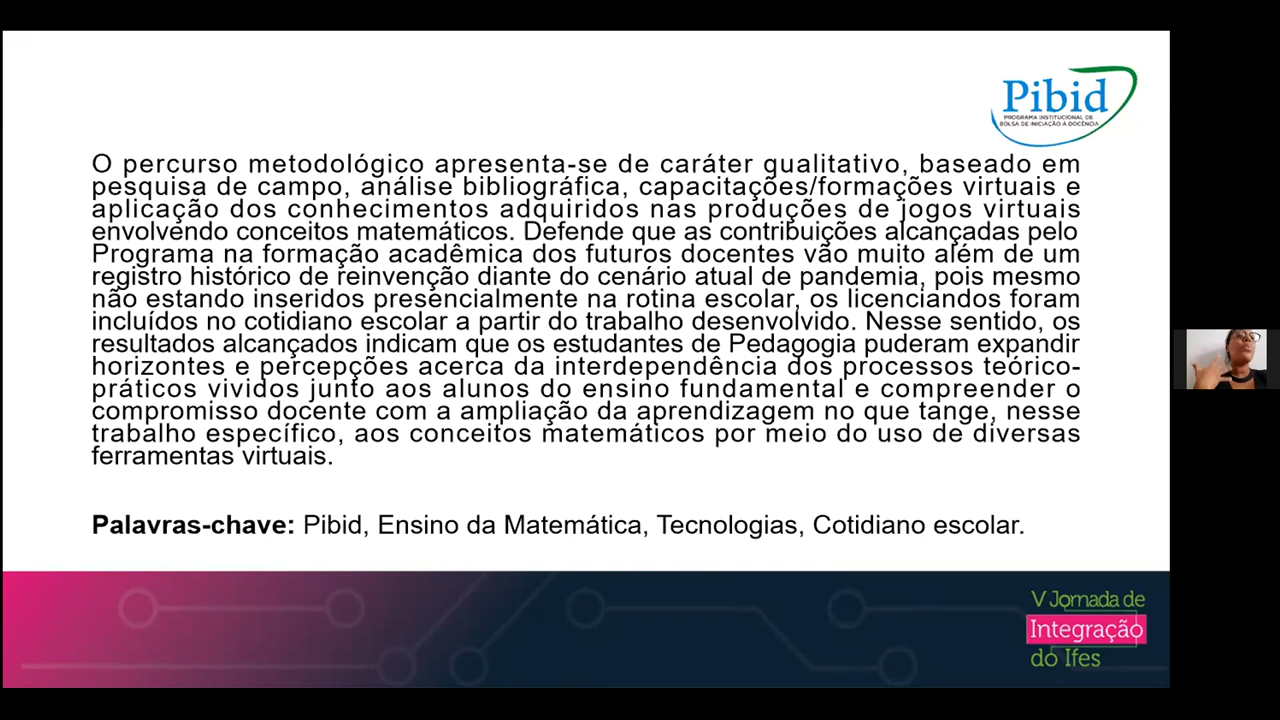 Pibid
PROGRAMA INSTITUCIONAL DE
BOLSA DE INICIAÇÃO À DOCÊNCIA
O percurso metodológico apresenta-se de caráter qualitativo, baseado em
pesquisa de campo, análise bibliográfica, capacitações/formações virtuais e
aplicação dos conhecimentos adquiridos nas produções de jogos virtuais
envolvendo conceitos matemáticos. Defende que as contribuições alcançadas pelo
Programa na formação acadêmica dos futuros docentes vão muito além de um
registro histórico de reinvenção diante do cenário atual de pandemia, pois mesmo
não estando inseridos presencialmente na rotina escolar, os licenciandos foram
incluídos no cotidiano escolar a partir do trabalho desenvolvido. Nesse sentido, os
resultados alcançados indicam que os estudantes de Pedagogia puderam expandir
horizontes e percepções acerca da interdependência dos processos teórico-
práticos vividos junto aos alunos do ensino fundamental e compreender o
compromisso docente com a ampliação da aprendizagem no que tange, nesse
trabalho específico, aos conceitos matemáticos por meio do uso de diversas
ferramentas virtuais.
Palavras-chave: Pibid, Ensino da Matemática, Tecnologias, Cotidiano escolar.
V Jornada de
Integração
do Ifes